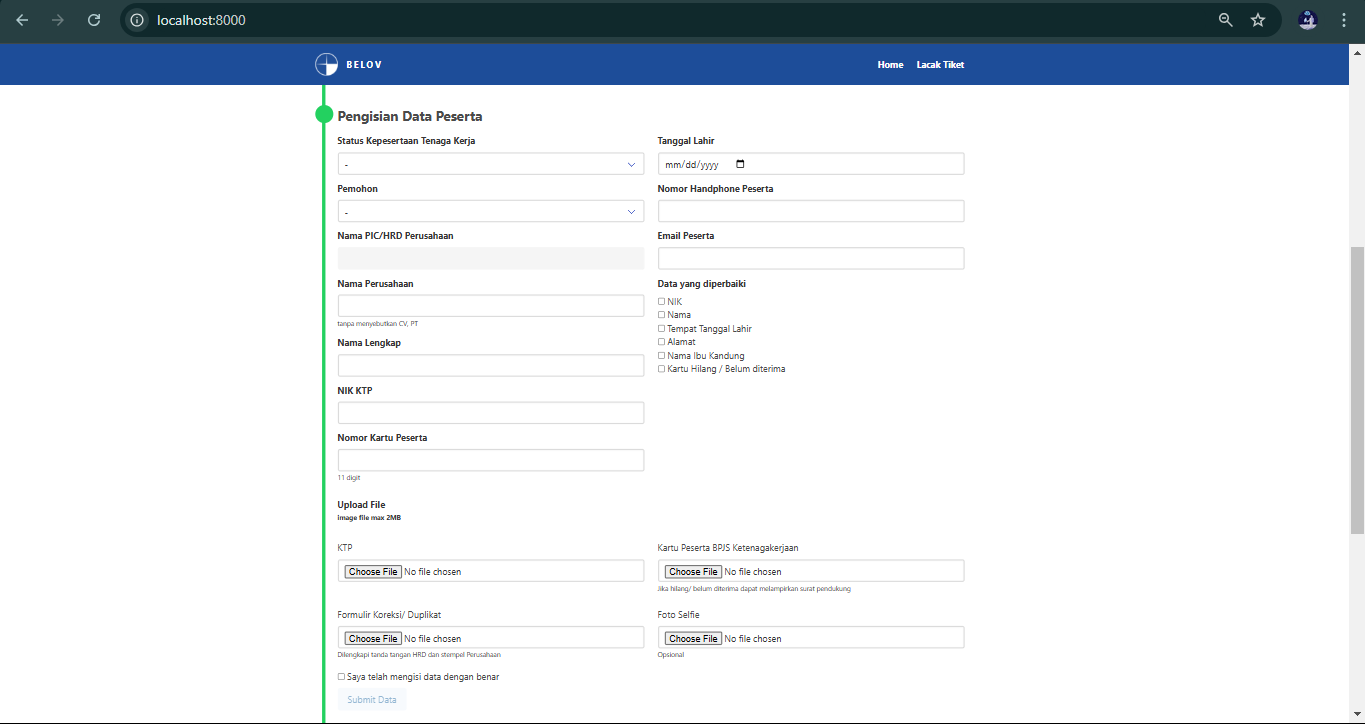 localhost:8000
BELOV
Home Lacak Tiket
Pengisian Data Peserta
Status Kepesertaan Tenaga Kerja
-
Pemohon
-
Nama PIC/HRD Perusahaan
Nama Perusahaan
tanpa menyebutkan CV, PT
Nama Lengkap
NIK KTP
Nomor Kartu Peserta
11 digit
Tanggal Lahir
mm/dd/yyyy
Nomor Handphone Peserta
Email Peserta
Data yang diperbaiki
NIK
Nama
Tempat Tanggal Lahir
Alamat
Nama Ibu Kandung
Kartu Hilang / Belum diterima
Upload File
image file max 2MB
KTP
Choose File No file chosen
Kartu Peserta BPJS Ketenagakerjaan
Choose File No file chosen
Jika hilang/ belum diterima dapat melampirkan surat pendukung
Formulir Koreksi/ Duplikat
Choose File No file chosen
Dilengkapi tanda tangan HRD dan stempel Perusahaan
Foto Selfie
Choose File No file chosen
Opsional
Saya telah mengisi data dengan benar
Submit Data